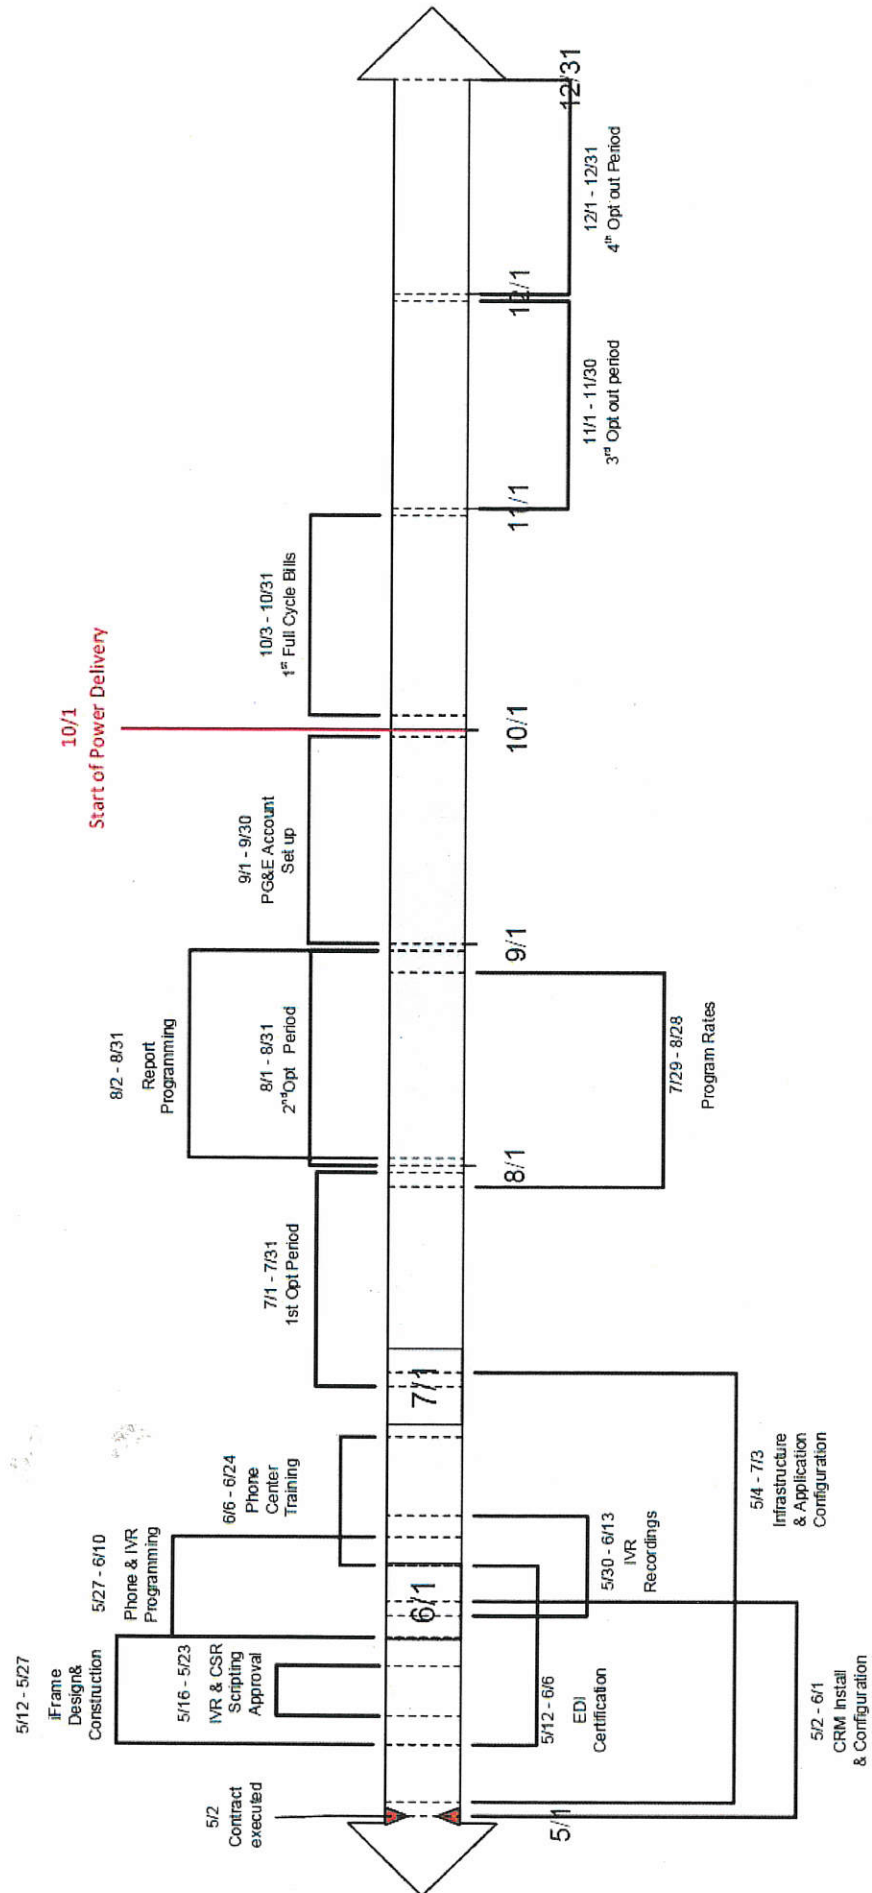 10/1
Start of Power Delivery
5/12 - 5/27
iFrame
Design&
Construction
5/27 - 6/10
Phone & IVR
Programming
8/2 - 8/31
Report
Programming
5/2
Contract
executed
5/16 - 5/23
IVR & CSR
Scripting
Approval
6/6 - 6/24
Phone
Center
Training
7/1 - 7/31
1st Opt Period
8/1 - 8/31
2nd Opt Period
9/1 - 9/30
PG&E Account
Set up
10/3 - 10/31
1st Full Cycle Bills
6/1
7/1
5/1
8/1
9/1
10/1
11/1
12/1
12/31
5/12 - 6/6
EDI
Certification
5/30 - 6/13
IVR
Recordings
11/1 - 11/30
3rd Opt out period
12/1 - 12/31
4th Opt out Period
7/29 - 8/28
Program Rates
5/4 - 7/3
Infrastructure
& Application
Configuration
5/2 - 6/1
CRM Install
& Configuration